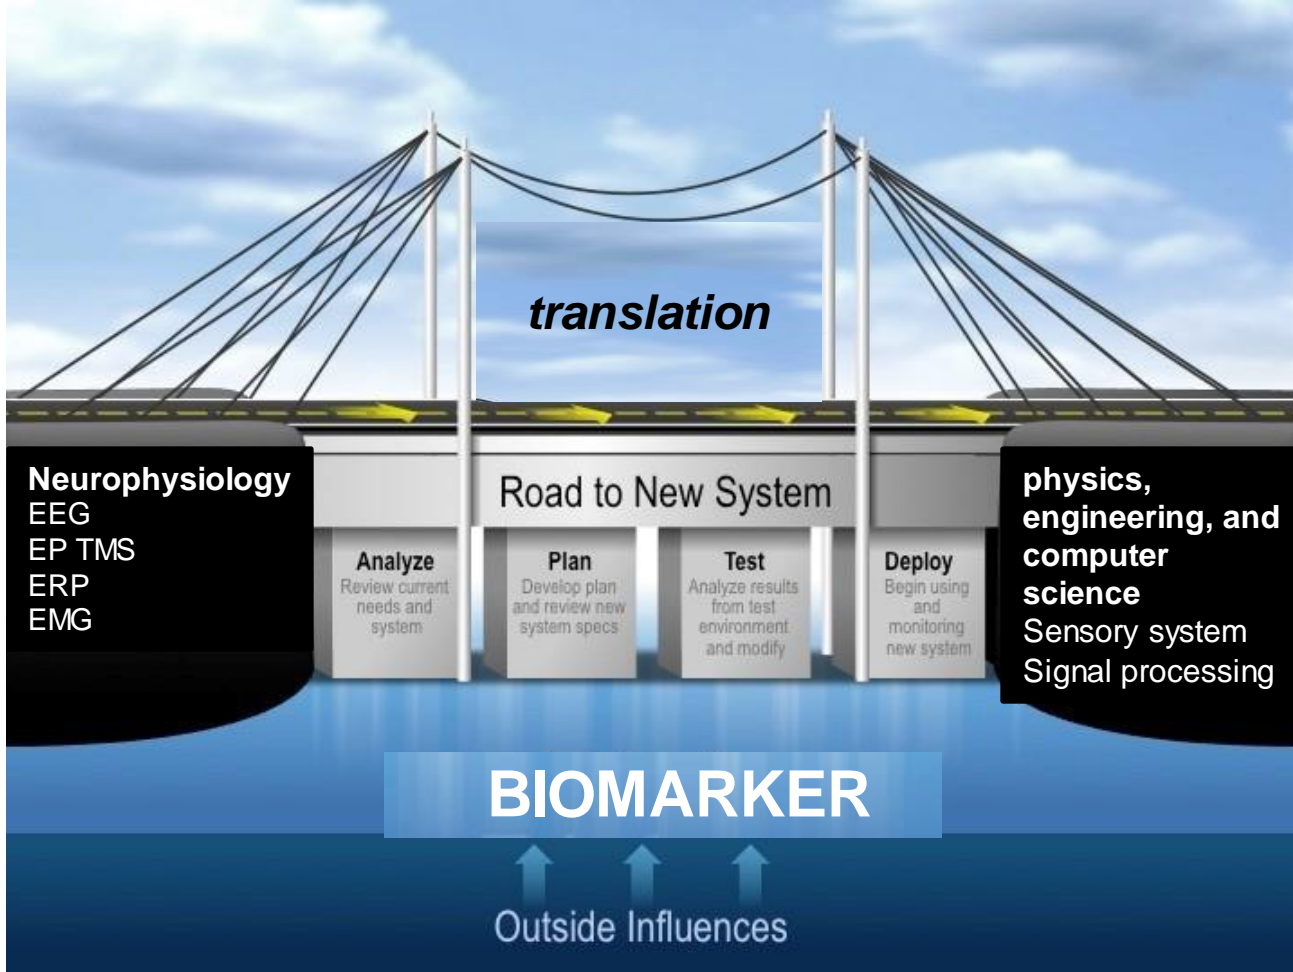 translation
Road to New System
Neurophysiology
EEG
EP TMS
ERP
EMG
Analyze
Review current
needs and
system
Plan
Develop plan
and review new
system specs
Test
Analyze results
from test
environment
and modify
Deploy
Begin using
and
monitoring
new system
physics,
engineering, and
computer
science
Sensory system
Signal processing
BIOMARKER
Outside Influences